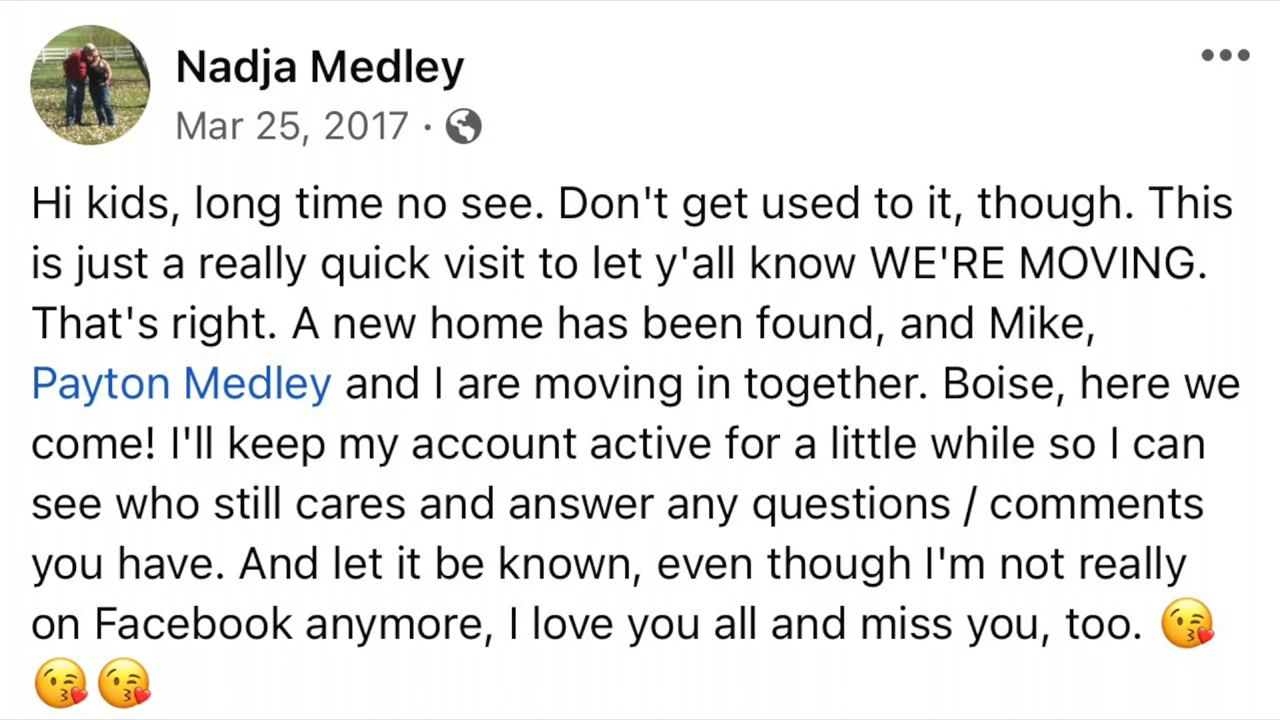 Nadja Medley
Mar 25, 2017 ·
Hi kids, long time no see. Don't get used to it, though. This
is just a really quick visit to let y'all know WE'RE MOVING.
That's right. A new home has been found, and Mike,
Payton Medley and I are moving in together. Boise, here we
come! I'll keep my account active for a little while so I can
see who still cares and answer any questions / comments
you have. And let it be known, even though I'm not really
on Facebook anymore, I love you all and miss you, too. 😘
😘😘